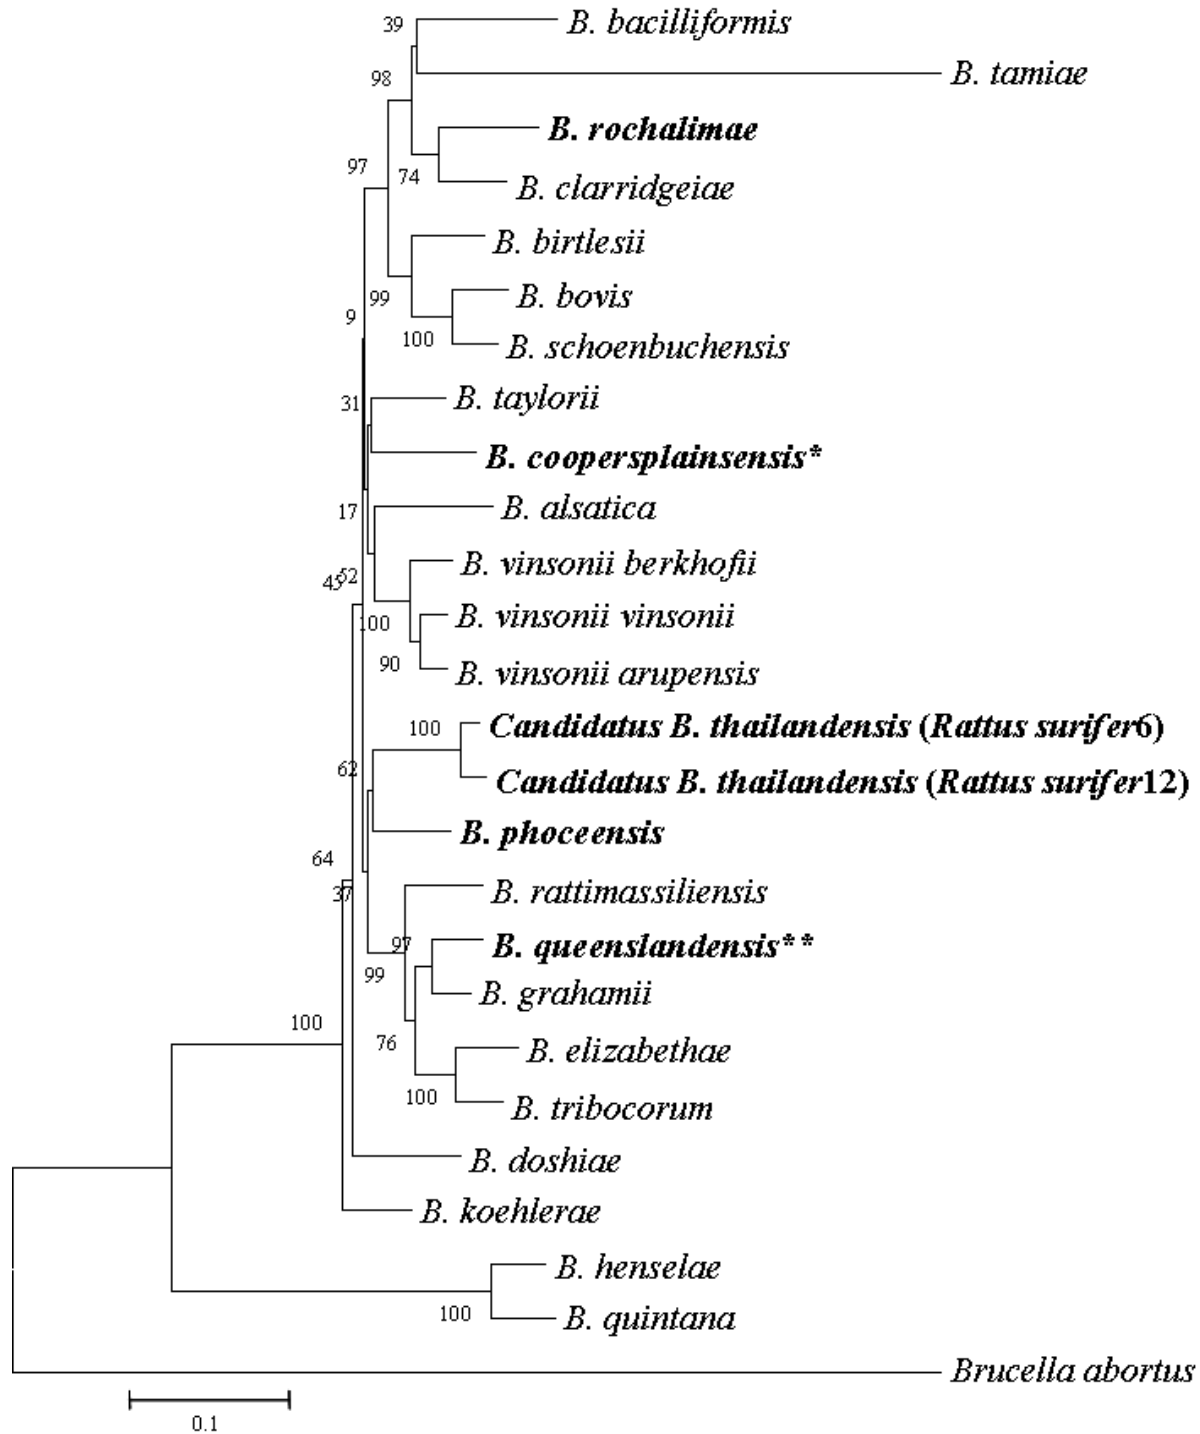 39
B. bacilliformis
98
B. tamiae
B. rochalimae
97
74
B. clarridgeiae
B. birtlesii
99
B. bovis
9
100
B. schoenbuchensis
31
B. taylorii
B. coopersplainsensis*
17
B. alsatica
45
52
B. vinsonii berkhofii
100
B. vinsonii vinsonii
90
B. vinsonii arupensis
100
Candidatus B. thailandensis (Rattus surifer6)
62
Candidatus B. thailandensis (Rattus surifer12)
B. phoceensis
64
37
B. rattimassiliensis
97
B. queenslandensis**
99
B. grahamii
100
76
B. elizabethae
100
B. tribocorum
B. doshiae
B. koehlerae
B. henselae
100
B. quintana
Brucella abortus
0.1